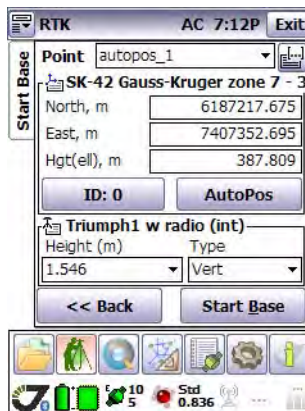 RTK AC 7:12P Exit
Start Base
Point autopos_1
SK-42 Gauss-Kruger zone 7 - 3
North, m 6187217.675
East, m 7407352.695
Hgt(ell), m 387.809
ID: 0 AutoPos
Triumph1 w radio (int)
Height (m) Type
1.546 Vert
<< Back Start Base
10 Std
5 0.836 ...